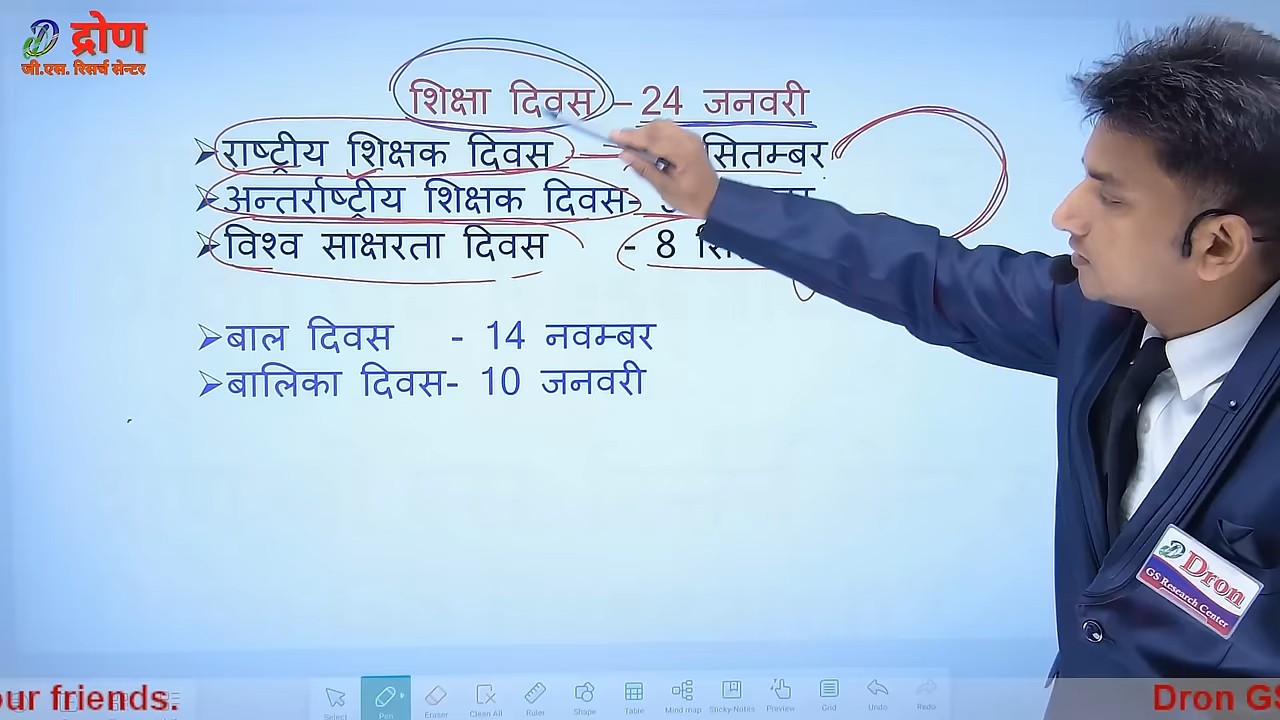 द्रोण
जी.एस. रिसर्च सेन्टर
शिक्षा दिवस – 24 जनवरी
राष्ट्रीय शिक्षक दिवस – सितम्बर
अन्तर्राष्ट्रीय शिक्षक दिवस-
विश्व साक्षरता दिवस - 8
बाल दिवस - 14 नवम्बर
बालिका दिवस- 10 जनवरी
Dron
GS Research Center
Select Pen Eraser Clean All Ruler Shape Table Mind map Sticky-Notes Preview Grid Undo Redo
our friends. Dron GS